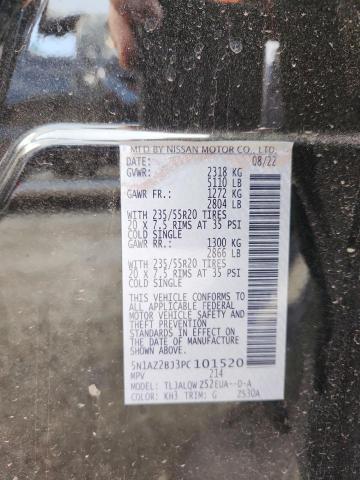 MFD BY NISSAN MOTOR CO., LTD.
DATE: 08/22
GVWR: 2318 KG
5110 LB
GAWR FR.: 1272 KG
2804 LB
WITH 235/55R20 TIRES
20 X 7.5 RIMS AT 35 PSI
COLD SINGLE
GAWR RR.: 1300 KG
2866 LB
WITH 235/55R20 TIRES
20 X 7.5 RIMS AT 35 PSI
COLD SINGLE
THIS VEHICLE CONFORMS TO
ALL APPLICABLE FEDERAL
MOTOR VEHICLE SAFETY AND
THEFT PREVENTION
STANDARDS IN EFFECT ON
THE DATE OF MANUFACTURE
5N1AZ2BJ3PC101520
MPV 214
MODEL: TLJALQWZ52EUA--D-A
COLOR: KH3 TRIM: G Z530A